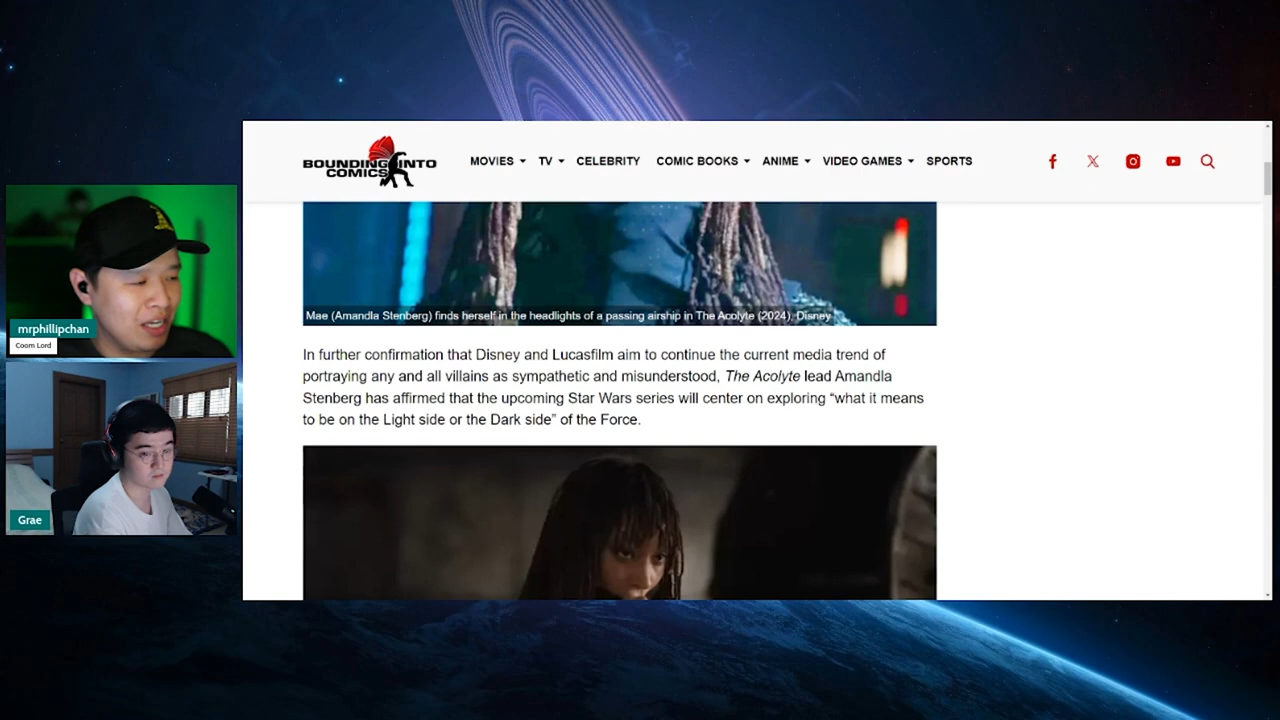 BOUNDING INTO
COMICS
MOVIES TV CELEBRITY COMIC BOOKS ANIME VIDEO GAMES SPORTS
Mae (Amandla Stenberg) finds herself in the headlights of a passing airship in The Acolyte (2024), Disney
mrphillipchan
Coom Lord
In further confirmation that Disney and Lucasfilm aim to continue the current media trend of
portraying any and all villains as sympathetic and misunderstood, The Acolyte lead Amandla
Stenberg has affirmed that the upcoming Star Wars series will center on exploring “what it means
to be on the Light side or the Dark side” of the Force.
Grae